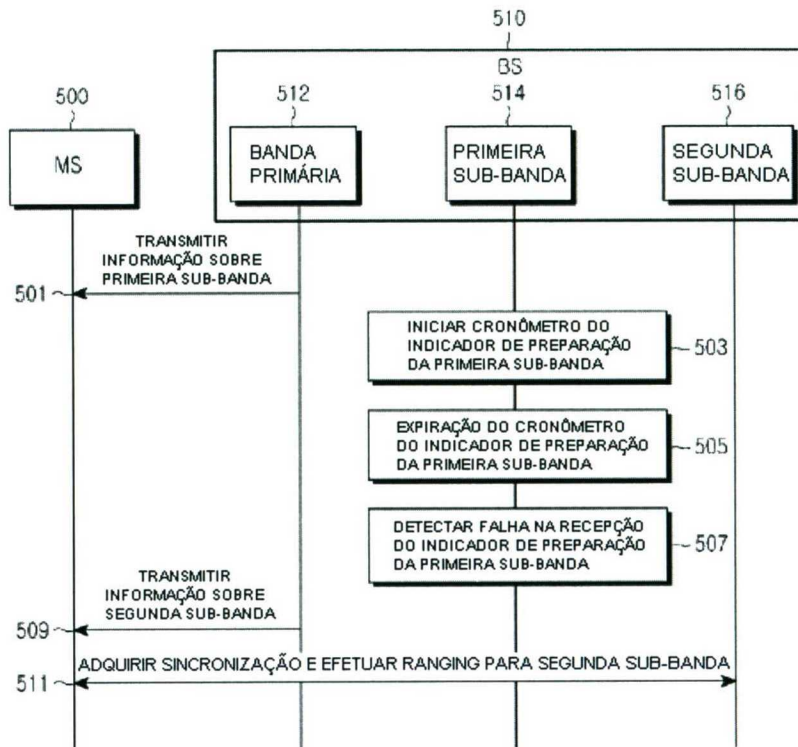 510
BS
500
512
514
516
MS
BANDA
PRIMÁRIA
PRIMEIRA
SUB-BANDA
SEGUNDA
SUB-BANDA
TRANSMITIR
INFORMAÇÃO SOBRE
PRIMEIRA SUB-BANDA
501
INICIAR CRONÔMETRO DO
INDICADOR DE PREPARAÇÃO
DA PRIMEIRA SUB-BANDA
503
EXPIRAÇÃO DO CRONÔMETRO
DO INDICADOR DE PREPARAÇÃO
DA PRIMEIRA SUB-BANDA
505
DETECTAR FALHA NA RECEPÇÃO
DO INDICADOR DE PREPARAÇÃO
DA PRIMEIRA SUB-BANDA
507
TRANSMITIR
INFORMAÇÃO SOBRE
SEGUNDA SUB-BANDA
509
ADQUIRIR SINCRONIZAÇÃO E EFETUAR RANGING PARA SEGUNDA SUB-BANDA
511